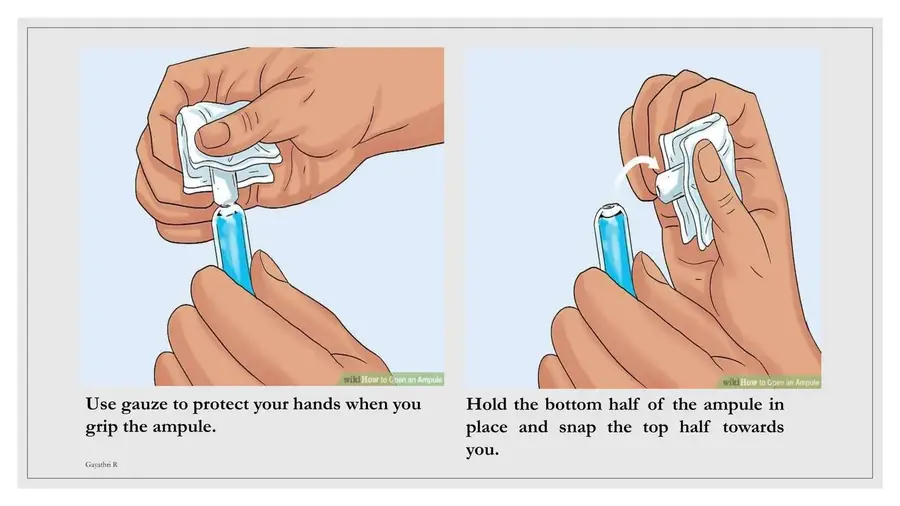 wikiHow to Open an Ampule
wikiHow to Open an Ampule
Use gauze to protect your hands when you
grip the ampule.
Hold the bottom half of the ampule in
place and snap the top half towards
you.
Gayathri R